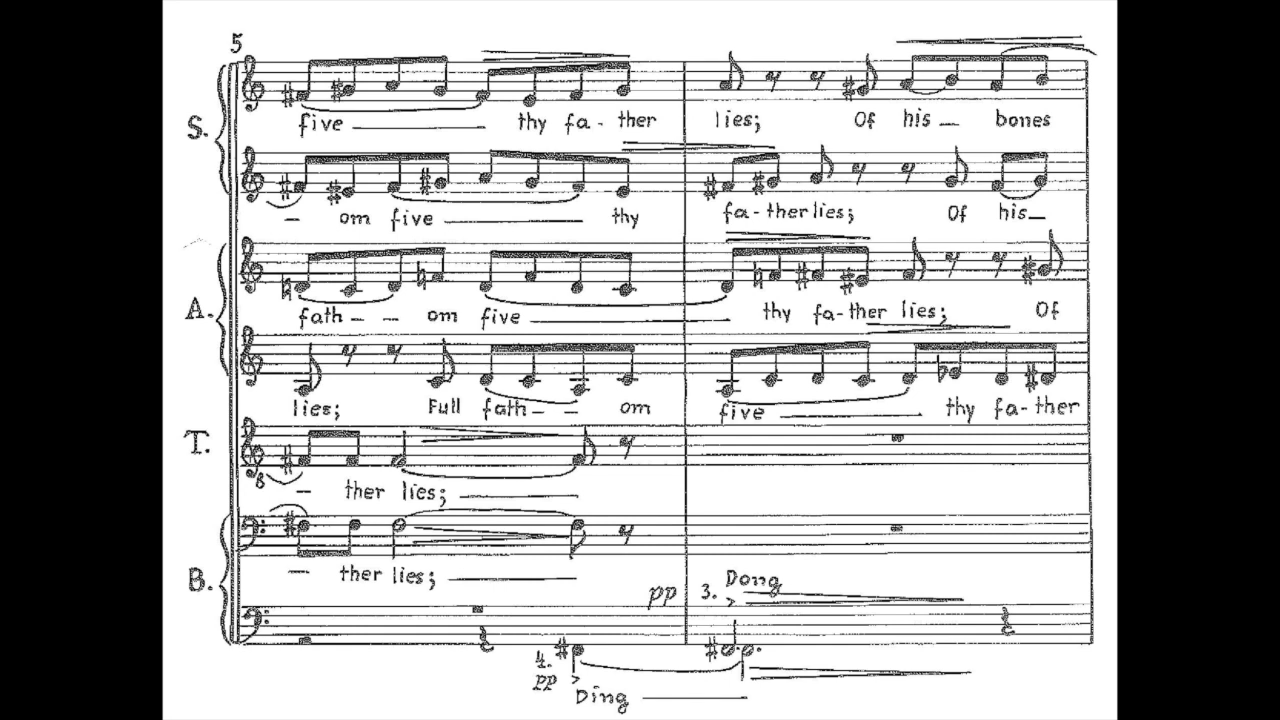 5
S.
five thy fa- ther lies; Of his bones
- om five thy fa-ther lies; Of his
A.
fath- - om five thy fa-ther lies; Of
lies; Full fath- - om five thy fa-ther
T.
8
- ther lies;
B.
- ther lies;
pp 3. Dong
4.
pp
Ding